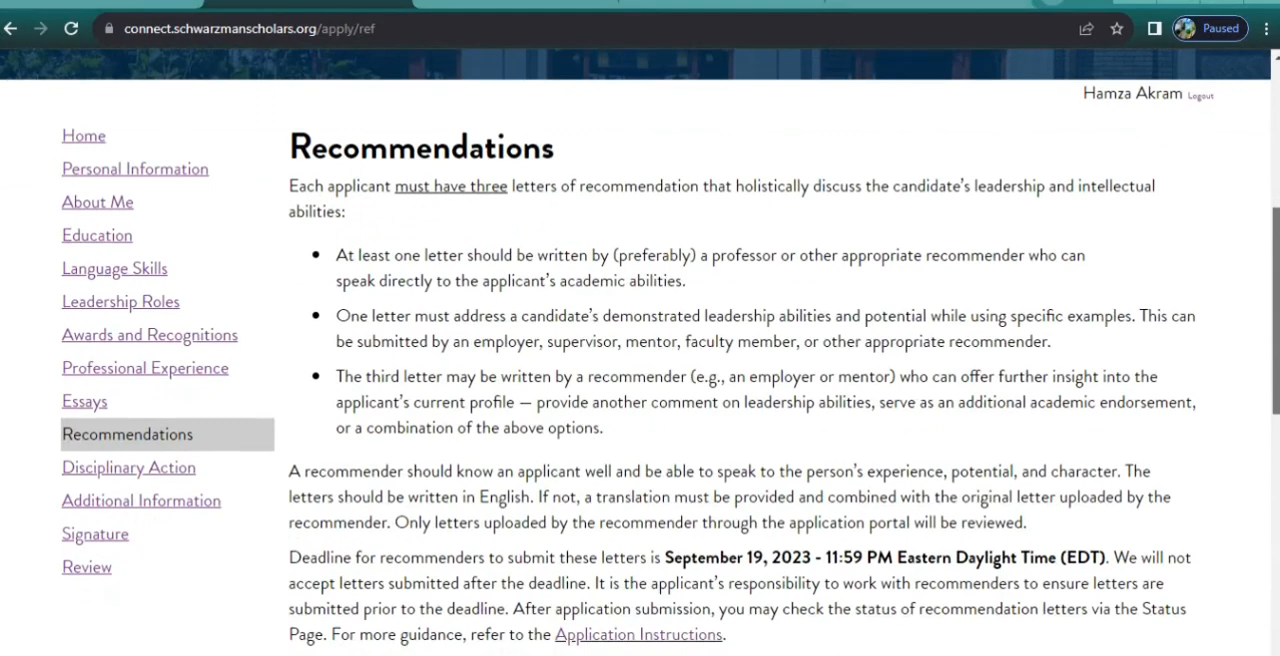 connect.schwarzmanscholars.org/apply/ref
Paused
Hamza Akram Logout
Home
Personal Information
About Me
Education
Language Skills
Leadership Roles
Awards and Recognitions
Professional Experience
Essays
Recommendations
Disciplinary Action
Additional Information
Signature
Review
Recommendations
Each applicant must have three letters of recommendation that holistically discuss the candidate's leadership and intellectual
abilities:
• At least one letter should be written by (preferably) a professor or other appropriate recommender who can
speak directly to the applicant's academic abilities.
• One letter must address a candidate's demonstrated leadership abilities and potential while using specific examples. This can
be submitted by an employer, supervisor, mentor, faculty member, or other appropriate recommender.
• The third letter may be written by a recommender (e.g., an employer or mentor) who can offer further insight into the
applicant's current profile — provide another comment on leadership abilities, serve as an additional academic endorsement,
or a combination of the above options.
A recommender should know an applicant well and be able to speak to the person's experience, potential, and character. The
letters should be written in English. If not, a translation must be provided and combined with the original letter uploaded by the
recommender. Only letters uploaded by the recommender through the application portal will be reviewed.
Deadline for recommenders to submit these letters is September 19, 2023 - 11:59 PM Eastern Daylight Time (EDT). We will not
accept letters submitted after the deadline. It is the applicant's responsibility to work with recommenders to ensure letters are
submitted prior to the deadline. After application submission, you may check the status of recommendation letters via the Status
Page. For more guidance, refer to the Application Instructions.